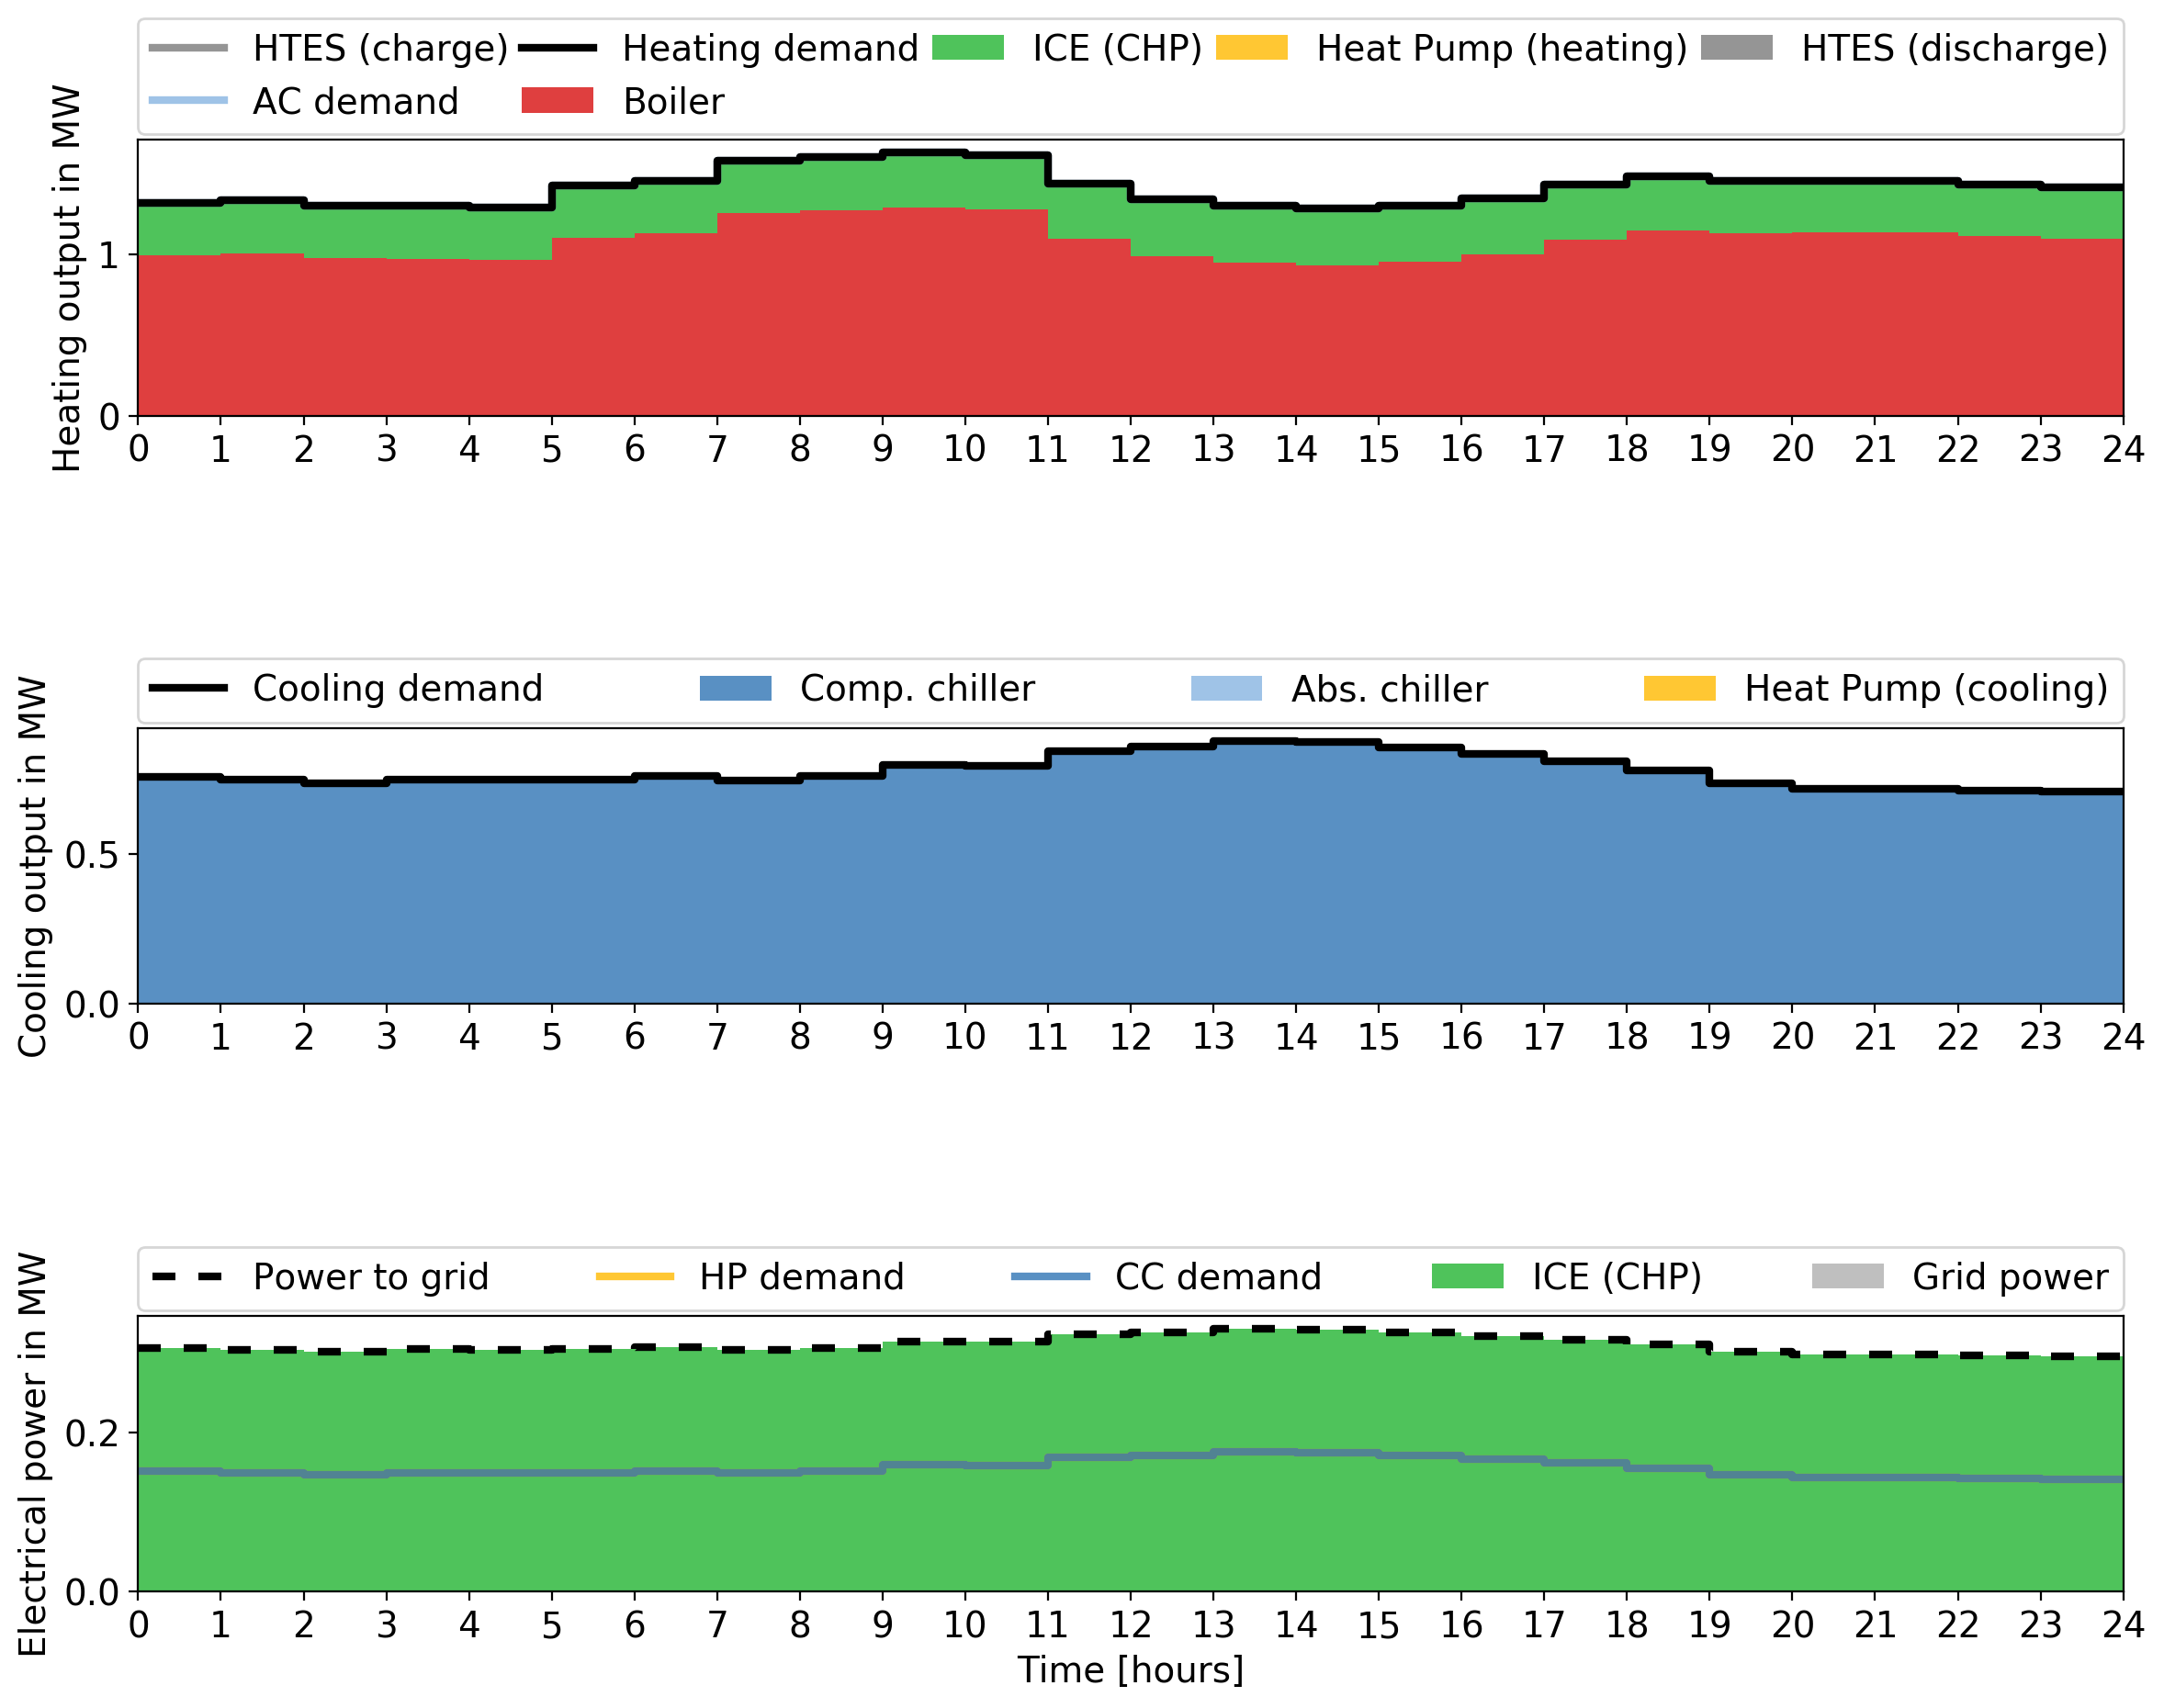 HTES (charge) Heating demand ICE (CHP) Heat Pump (heating) HTES (discharge)
AC demand Boiler
Heating output in MW
1
0
0 1 2 3 4 5 6 7 8 9 10 11 12 13 14 15 16 17 18 19 20 21 22 23 24
Cooling demand Comp. chiller Abs. chiller Heat Pump (cooling)
Cooling output in MW
0.5
0.0
0 1 2 3 4 5 6 7 8 9 10 11 12 13 14 15 16 17 18 19 20 21 22 23 24
Power to grid HP demand CC demand ICE (CHP) Grid power
Electrical power in MW
0.2
0.0
0 1 2 3 4 5 6 7 8 9 10 11 12 13 14 15 16 17 18 19 20 21 22 23 24
Time [hours]